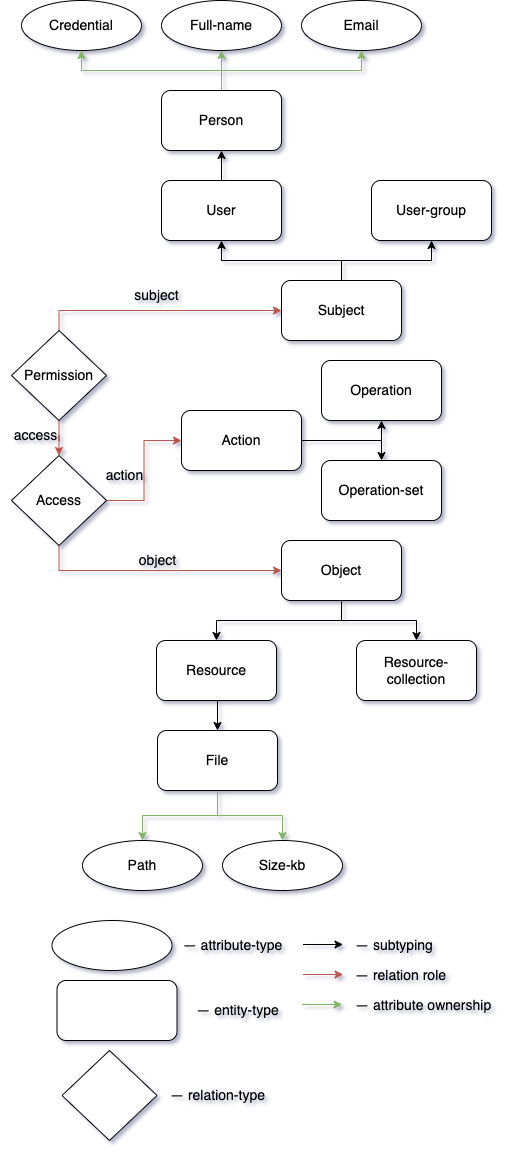 Credential
Full-name
Email
Person
User
User-group
subject
Subject
Permission
Operation
access
Action
action
Operation-set
Access
object
Object
Resource
Resource-
collection
File
Path
Size-kb
— attribute-type
— subtyping
— relation role
— entity-type
— attribute ownership
— relation-type